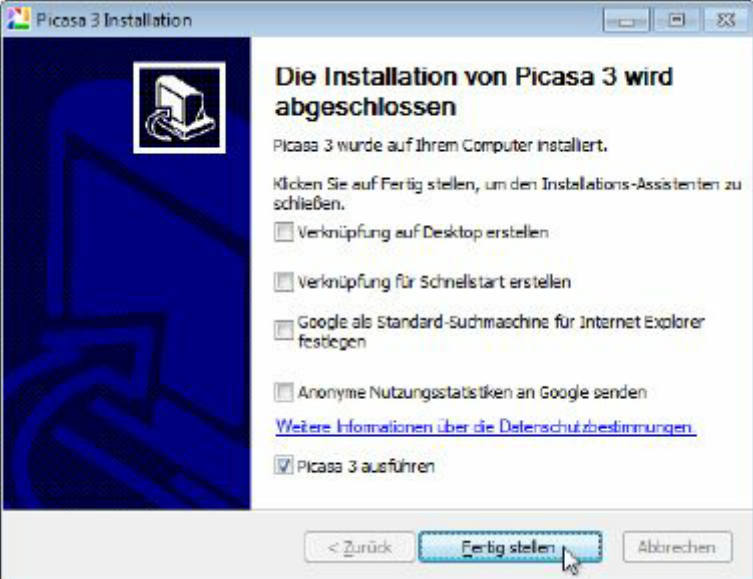 Picasa 3 Installation
Die Installation von Picasa 3 wird
abgeschlossen
Picasa 3 wurde auf Ihrem Computer installiert.
Klicken Sie auf Fertig stellen, um den Installations-Assistenten zu
schließen.
Verknüpfung auf Desktop erstellen
Verknüpfung für Schnellstart erstellen
Google als Standard-Suchmaschine für Internet Explorer
festlegen
Anonyme Nutzungsstatistiken an Google senden
Weitere Informationen über die Datenschutzbestimmungen.
Picasa 3 ausführen
< Zurück
Fertig stellen
Abbrechen